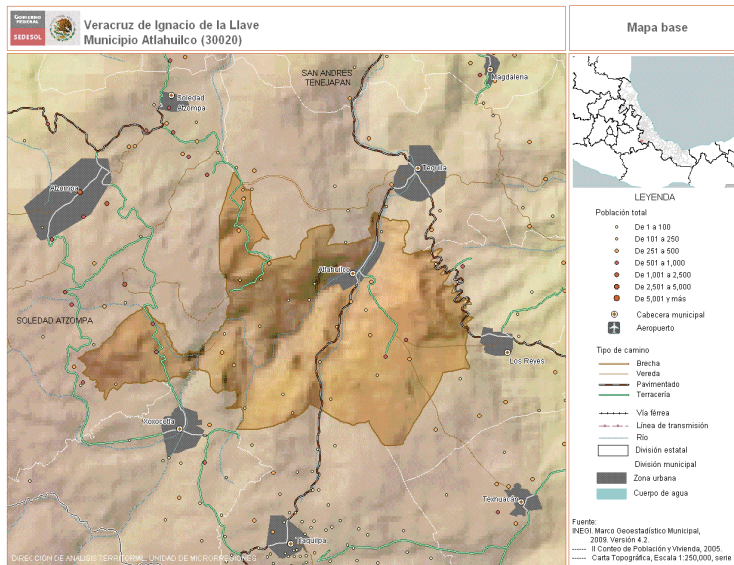 GOBIERNO
FEDERAL
SEDESOL
Veracruz de Ignacio de la Llave
Municipio Atlahuilco (30020)
Mapa base
SAN ANDRES
TENEJAPAN
Magdalena
Soledad
Atzompa
Tequila
Atzompa
Atlahuilco
SOLEDAD ATZOMPA
Los Reyes
Xoxocotla
Texhuacán
Tlaquilpa
DIRECCIÓN DE ANÁLISIS TERRITORIAL, UNIDAD DE MICRORREGIONES
LEYENDA
Población total
De 1 a 100
De 101 a 250
De 251 a 500
De 501 a 1,000
De 1,001 a 2,500
De 2,501 a 5,000
De 5,001 y más
Cabecera municipal
Aeropuerto
Tipo de camino
Brecha
Vereda
Pavimentado
Terracería
Vía férrea
Línea de transmisión
Río
División estatal
División municipal
Zona urbana
Cuerpo de agua
Fuente:
INEGI. Marco Geoestadístico Municipal,
2009. Versión 4.2.
II Conteo de Población y Vivienda, 2005.
Carta Topográfica, Escala 1:250,000, serie